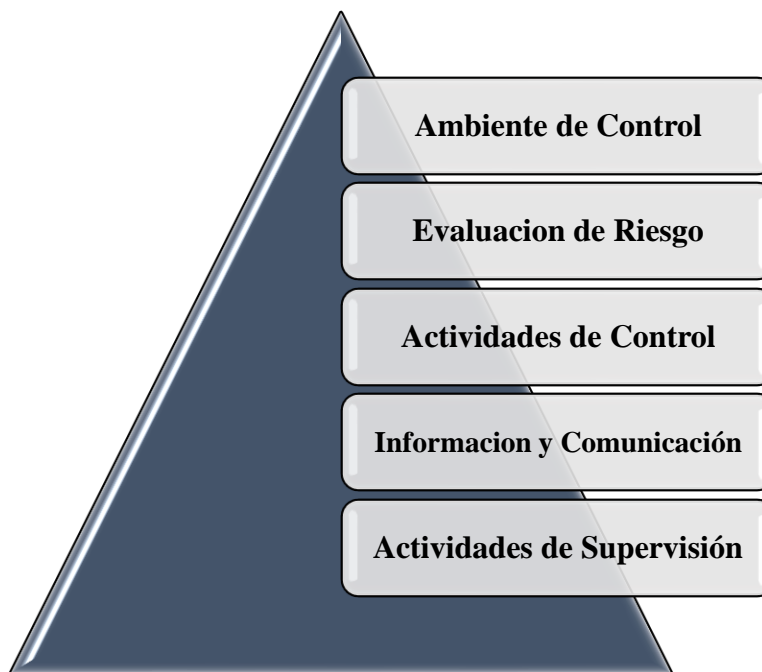 Ambiente de Control
Evaluacion de Riesgo
Actividades de Control
Informacion y Comunicación
Actividades de Supervisión